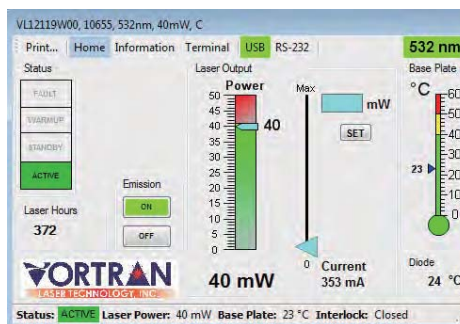 VL12119W00, 10655, 532nm, 40mW, C
Print... Home Information Terminal USB RS-232 532 nm
Status
FAULT
WARMUP
STANDBY
ACTIVE
Laser Hours
372
Emission
ON
OFF
VORTRAN
LASER TECHNOLOGY, INC.
Laser Output
Power
50
45
40
35
30
25
20
15
10
5
0
40
40 mW
Max
0
mW
SET
Current
353 mA
Base Plate
°C
60
50
40
30
20
10
0
23
Diode
24 °C
Status: ACTIVE Laser Power: 40 mW Base Plate: 23 °C Interlock: Closed